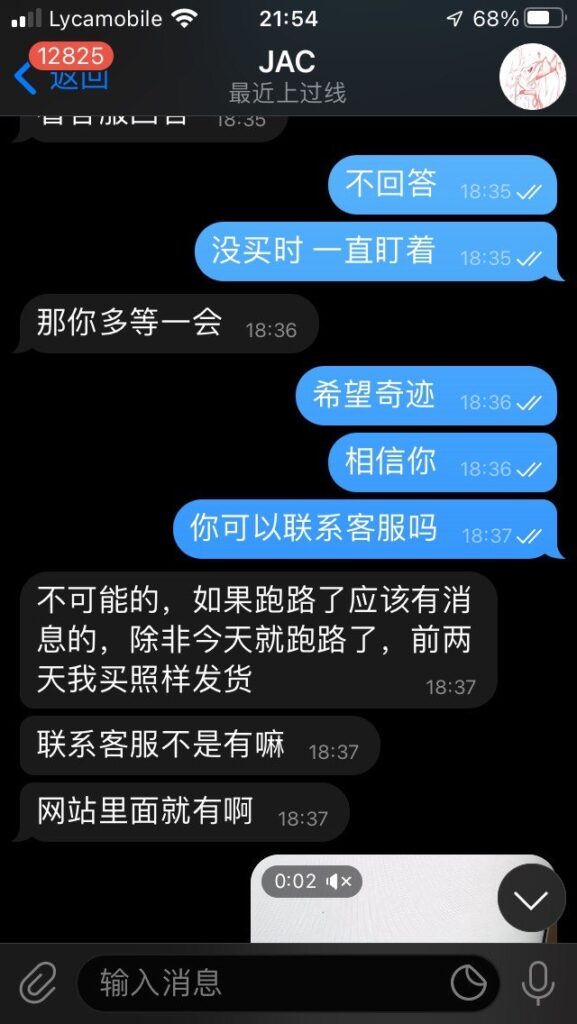 Lycamobile
21:54
68%
12825
返回
JAC
最近上过线
18:35
不回答 18:35
没买时 一直盯着 18:35
那你多等一会 18:36
希望奇迹 18:36
相信你 18:36
你可以联系客服吗 18:37
不可能的，如果跑路了应该有消
息的，除非今天就跑路了，前两
天我买照样发货 18:37
联系客服不是有嘛 18:37
网站里面就有啊 18:37
0:02
输入消息